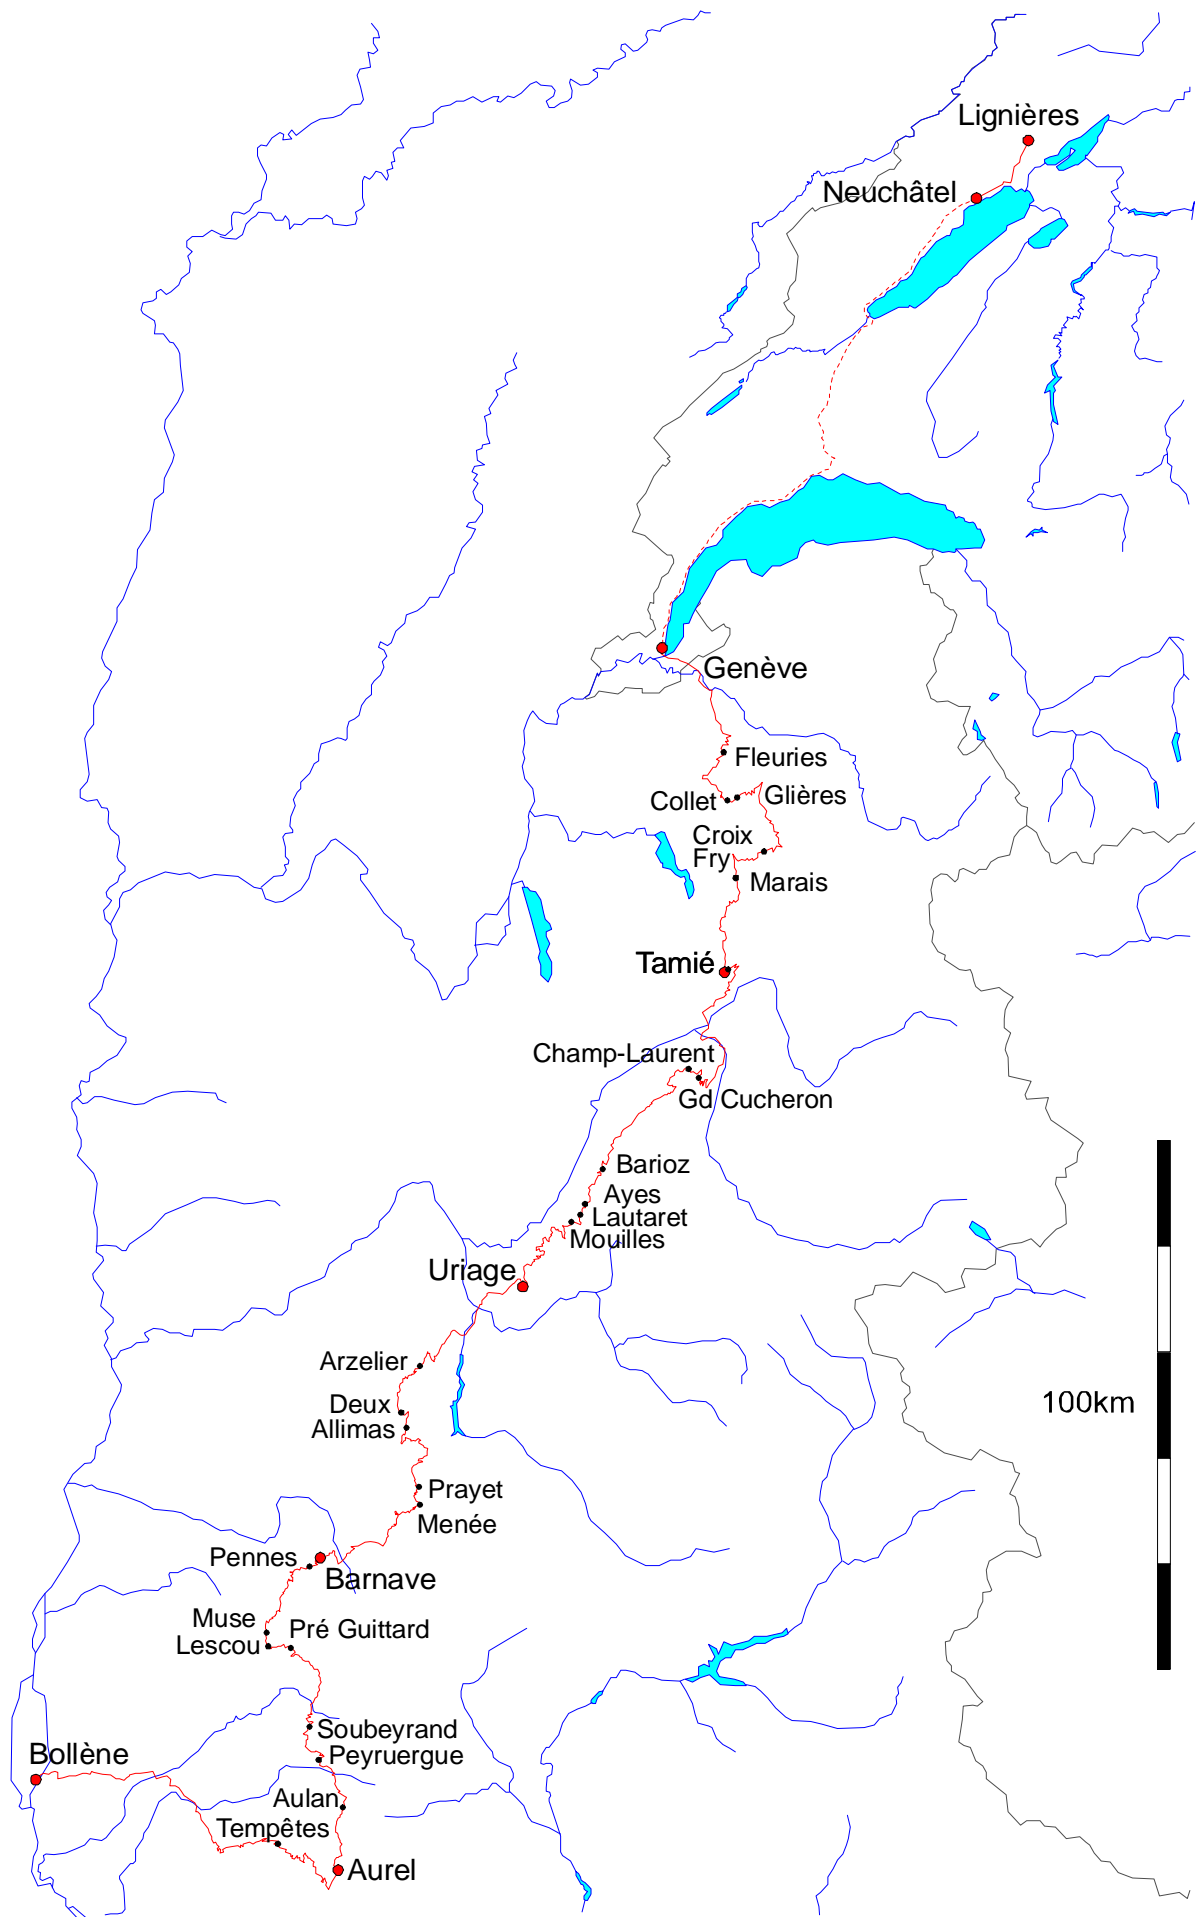 Lignières
Neuchâtel
Genève
Fleuries
Collet
Glières
Croix
Fry
Marais
Tamié
Champ-Laurent
Gd Cucheron
Barioz
Ayes
Lautaret
Mouilles
Uriage
Arzelier
Deux
Allimas
100km
Prayet
Menée
Pennes
Barnave
Muse
Pré Guittard
Lescou
Soubeyrand
Bollène
Peyruergue
Aulan
Tempêtes
Aurel